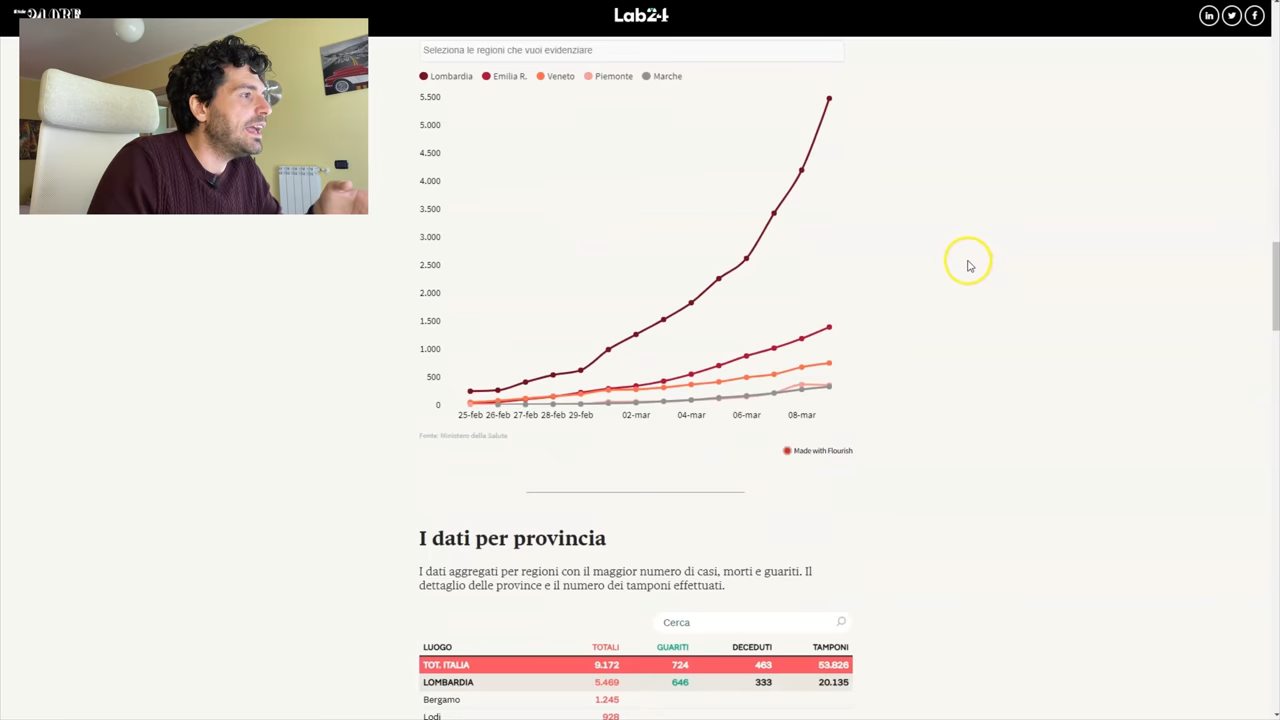 Lab24
Seleziona le regioni che vuoi evidenziare
Lombardia Emilia R. Veneto Piemonte Marche
5.500
5.000
4.500
4.000
3.500
3.000
2.500
2.000
1.500
1.000
500
0
25-feb 26-feb 27-feb 28-feb 29-feb 02-mar 04-mar 06-mar 08-mar
Fonte: Ministero della Salute
Made with Flourish
I dati per provincia
I dati aggregati per regioni con il maggior numero di casi, morti e guariti. Il
dettaglio delle province e il numero dei tamponi effettuati.
Cerca
LUOGO TOTALI GUARITI DECEDUTI TAMPONI
TOT. ITALIA 9.172 724 463 53.826
LOMBARDIA 5.469 646 333 20.135
Bergamo 1.245
Lodi 928